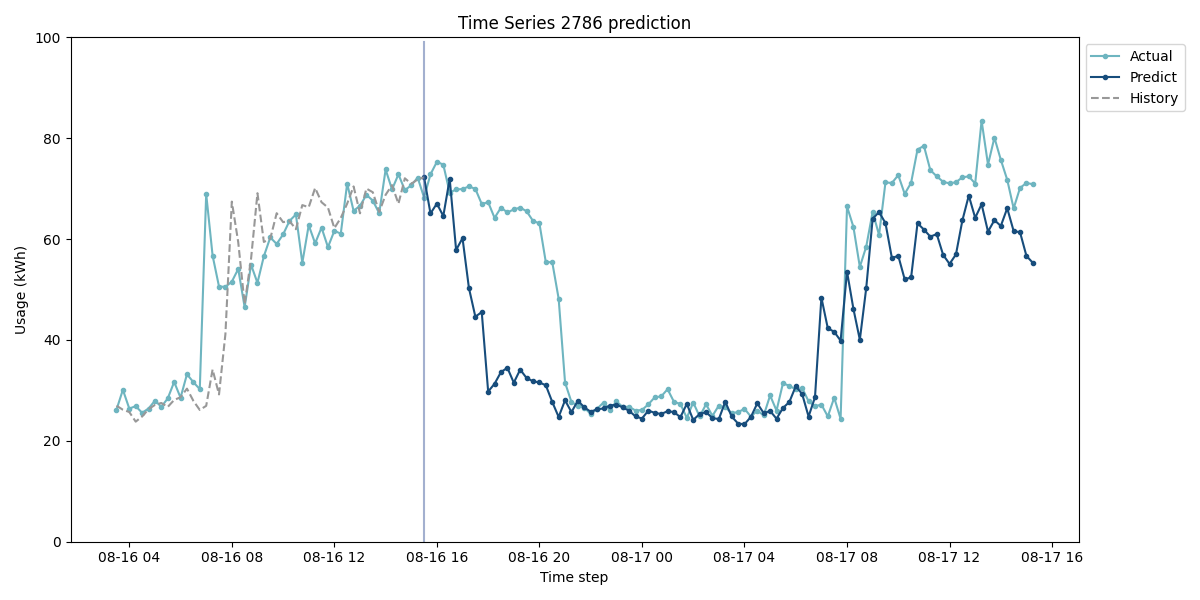 Time Series 2786 prediction
100
80
60
40
20
0
Usage (kWh)
08-16 04
08-16 08
08-16 12
08-16 16
08-16 20
08-17 00
08-17 04
08-17 08
08-17 12
08-17 16
Time step
Actual
Predict
History